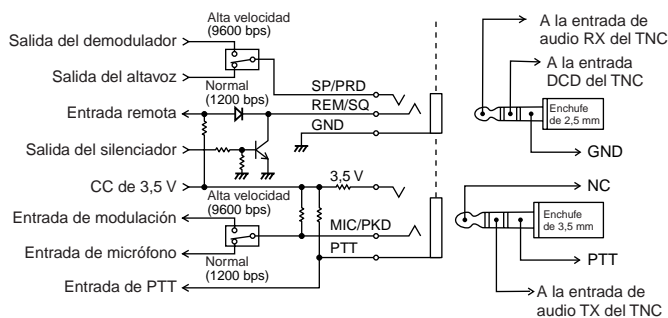 Alta velocidad
(9600 bps)
Salida del demodulador
Salida del altavoz
Normal
(1200 bps)
SP/PRD
Entrada remota
REM/SQ
GND
Salida del silenciador
CC de 3,5 V
3,5 V
Alta velocidad
(9600 bps)
Entrada de modulación
MIC/PKD
Entrada de micrófono
Normal
(1200 bps)
PTT
Entrada de PTT
A la entrada de
audio RX del TNC
A la entrada
DCD del TNC
Enchufe
de 2,5 mm
GND
NC
Enchufe
de 3,5 mm
PTT
A la entrada de
audio TX del TNC